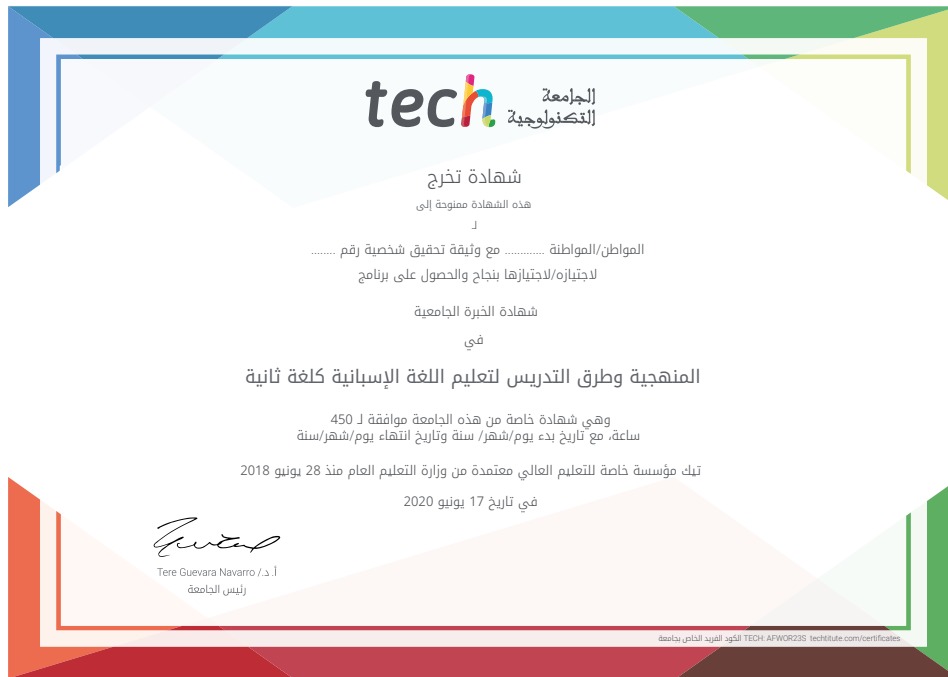 tech الجامعة
التكنولوجية
شهادة تخرج
هذه الشهادة ممنوحة إلى
لـ
المواطن/المواطنة ............. مع وثيقة تحقيق شخصية رقم ........
لاجتيازه/لاجتيازها بنجاح والحصول على برنامج
شهادة الخبرة الجامعية
في
المنهجية وطرق التدريس لتعليم اللغة الإسبانية كلغة ثانية
وهي شهادة خاصة من هذه الجامعة موافقة لـ 450
ساعة، مع تاريخ بدء يوم/شهر/ سنة وتاريخ انتهاء يوم/شهر/سنة
تيك مؤسسة خاصة للتعليم العالي معتمدة من وزارة التعليم العام منذ 28 يونيو 2018
في تاريخ 17 يونيو 2020
أ. د./ Tere Guevara Navarro
رئيس الجامعة
الكود الفريد الخاص بجامعة TECH: AFWOR23S techtitute.com/certificates